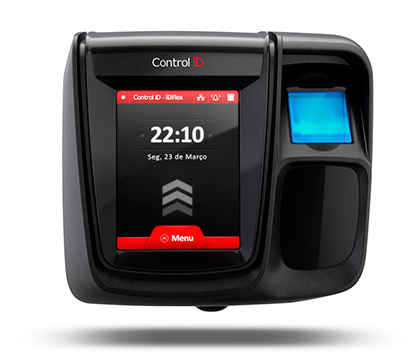 Control iD
Control iD - iDFlex
22:10
Seg, 23 de Março
Menu